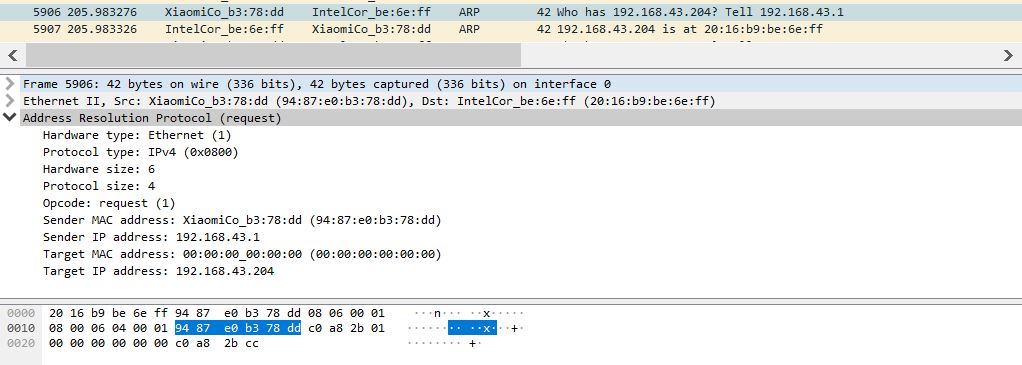 5906 205.983276 XiaomiCo_b3:78:dd IntelCor_be:6e:ff ARP 42 Who has 192.168.43.204? Tell 192.168.43.1
5907 205.983326 IntelCor_be:6e:ff XiaomiCo_b3:78:dd ARP 42 192.168.43.204 is at 20:16:b9:be:6e:ff
Frame 5906: 42 bytes on wire (336 bits), 42 bytes captured (336 bits) on interface 0
Ethernet II, Src: XiaomiCo_b3:78:dd (94:87:e0:b3:78:dd), Dst: IntelCor_be:6e:ff (20:16:b9:be:6e:ff)
Address Resolution Protocol (request)
Hardware type: Ethernet (1)
Protocol type: IPv4 (0x0800)
Hardware size: 6
Protocol size: 4
Opcode: request (1)
Sender MAC address: XiaomiCo_b3:78:dd (94:87:e0:b3:78:dd)
Sender IP address: 192.168.43.1
Target MAC address: 00:00:00_00:00:00 (00:00:00:00:00:00)
Target IP address: 192.168.43.204
0000 20 16 b9 be 6e ff 94 87 e0 b3 78 dd 08 06 00 01 ····n··· ··x·····
0010 08 00 06 04 00 01 94 87 e0 b3 78 dd c0 a8 2b 01 ········ ··x···+·
0020 00 00 00 00 00 00 c0 a8 2b cc ········ +·